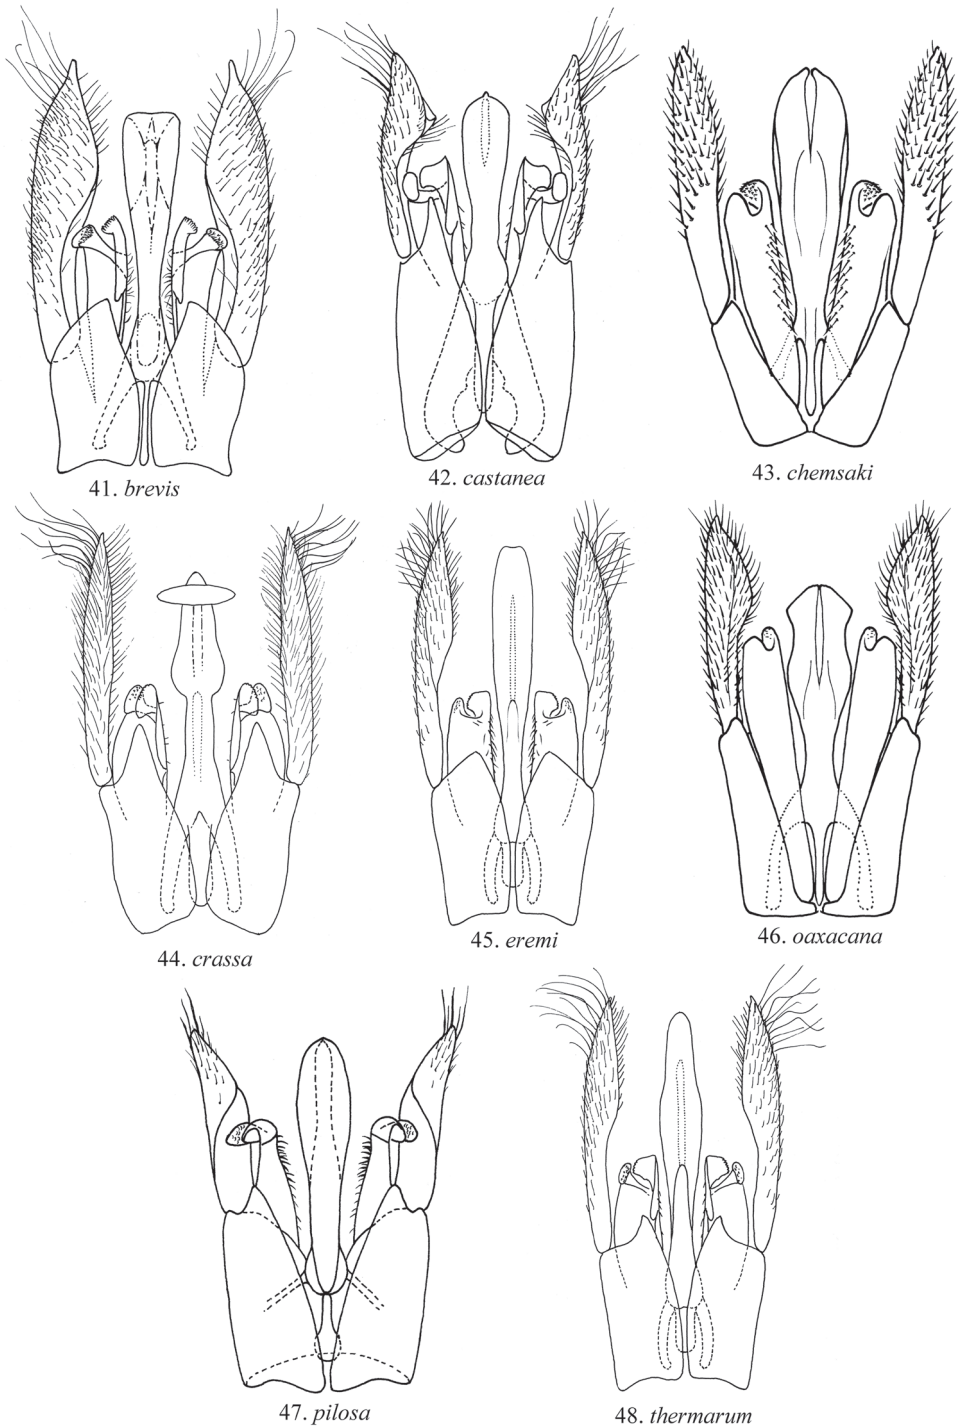 41. brevis
42. castanea
43. chemsaki
44. crassa
45. eremi
46. oaxacana
47. pilosa
48. thermarum